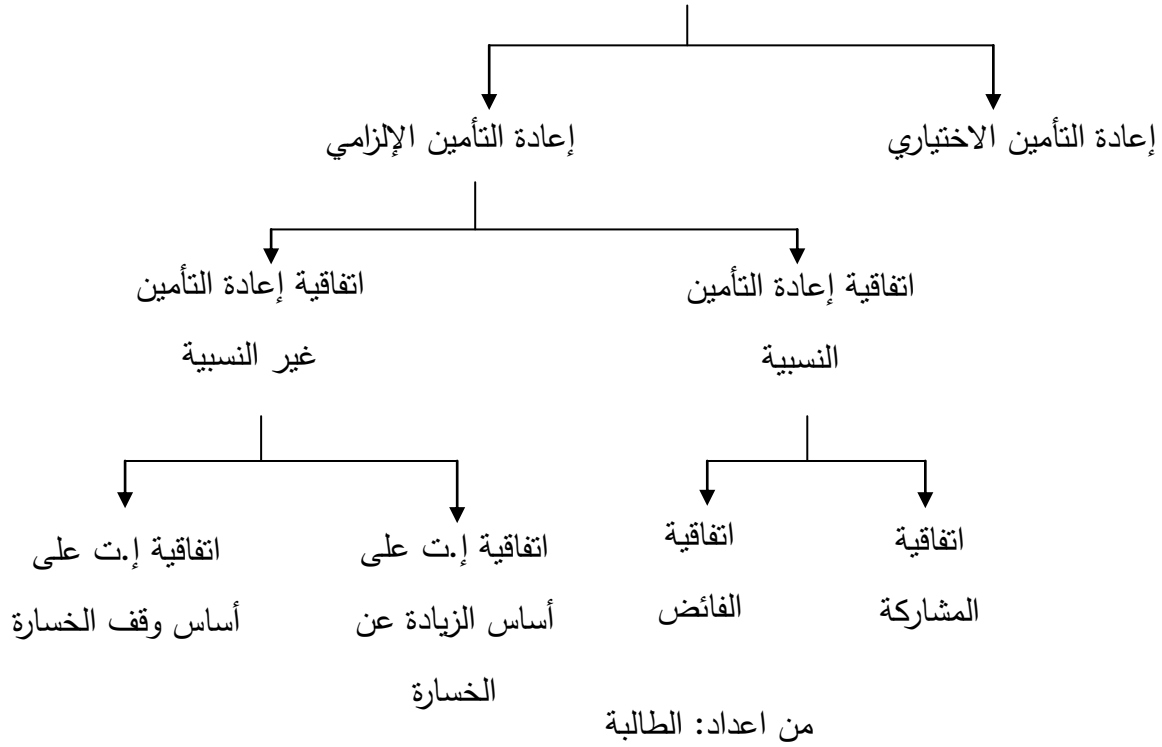 إعادة التأمين الاختياري
إعادة التأمين الإلزامي
اتفاقية إعادة التأمين
النسبية
اتفاقية إعادة التأمين
غير النسبية
اتفاقية
المشاركة
اتفاقية
الفائض
اتفاقية إ.ت على
أساس الزيادة عن
الخسارة
اتفاقية إ.ت على
أساس وقف الخسارة
من اعداد: الطالبة